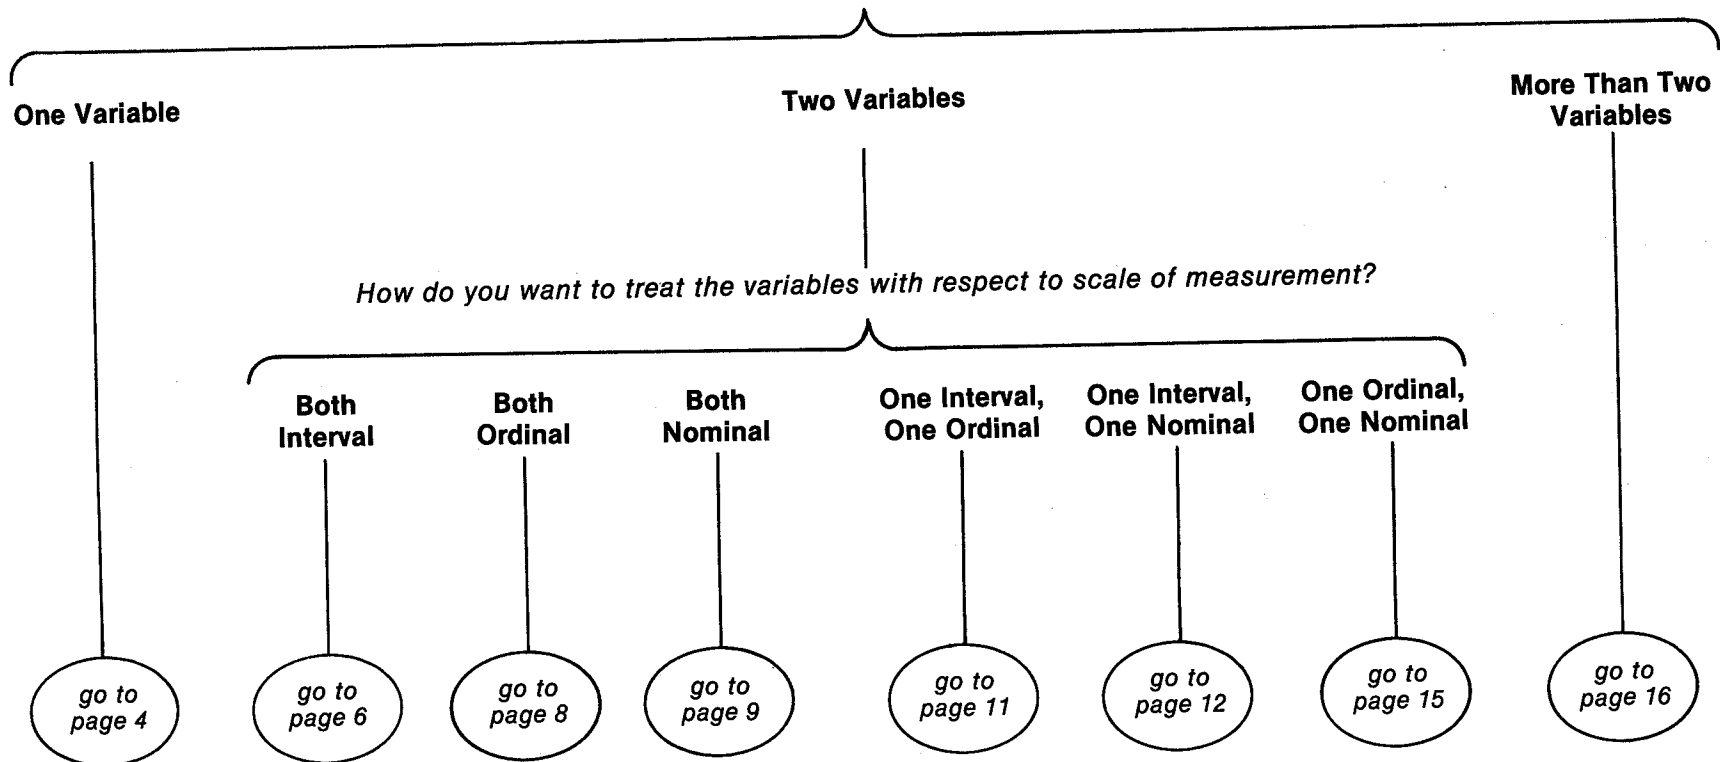 One Variable
Two Variables
More Than Two
Variables
How do you want to treat the variables with respect to scale of measurement?
Both
Interval
Both
Ordinal
Both
Nominal
One Interval,
One Ordinal
One Interval,
One Nominal
One Ordinal,
One Nominal
go to
page 4
go to
page 6
go to
page 8
go to
page 9
go to
page 11
go to
page 12
go to
page 15
go to
page 16